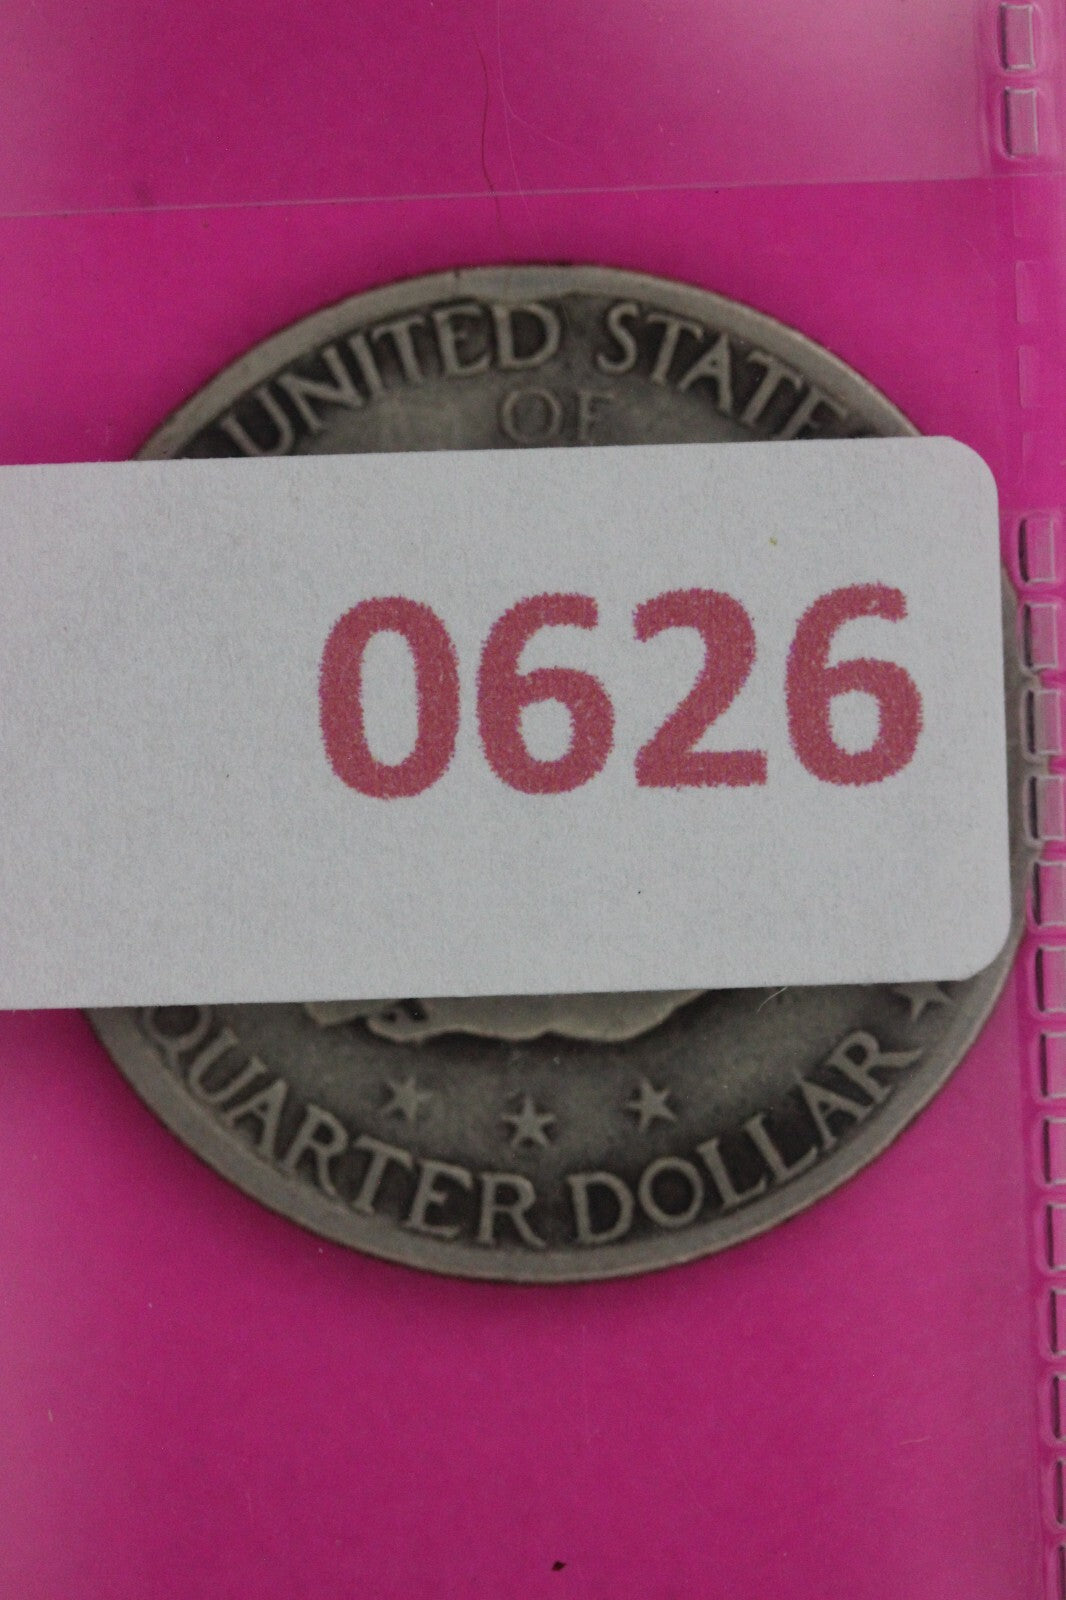 UNITED STATE
OF
0626
QUARTER DOLLAR